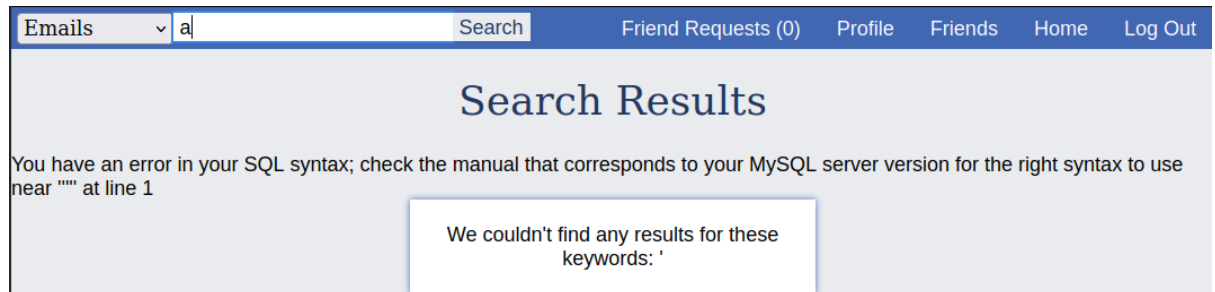 Emails a Search Friend Requests (0) Profile Friends Home Log Out
Search Results
You have an error in your SQL syntax; check the manual that corresponds to your MySQL server version for the right syntax to use
near ''''' at line 1
We couldn't find any results for these
keywords: '